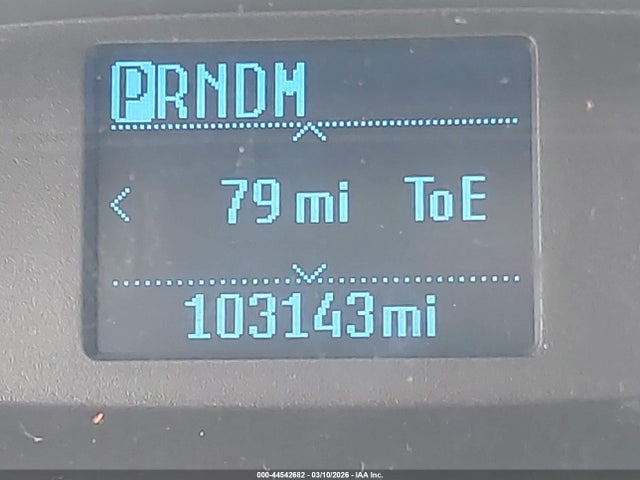 PRNDM
79 mi ToE
103143mi
000-44542682 - 03/10/2026 - IAA Inc.